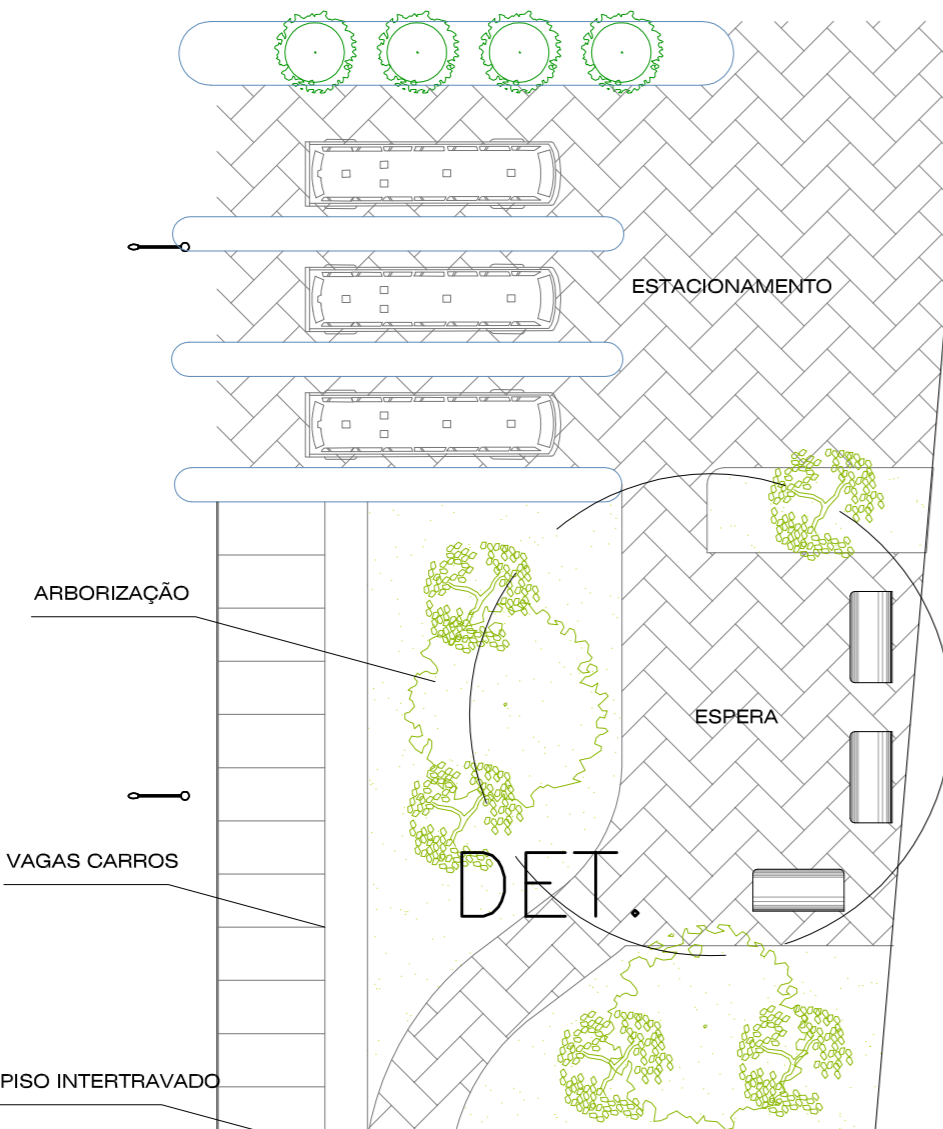 ESTACIONAMENTO
ARBORIZAÇÃO
ESPERA
VAGAS CARROS
DET.
PISO INTERTRAVADO